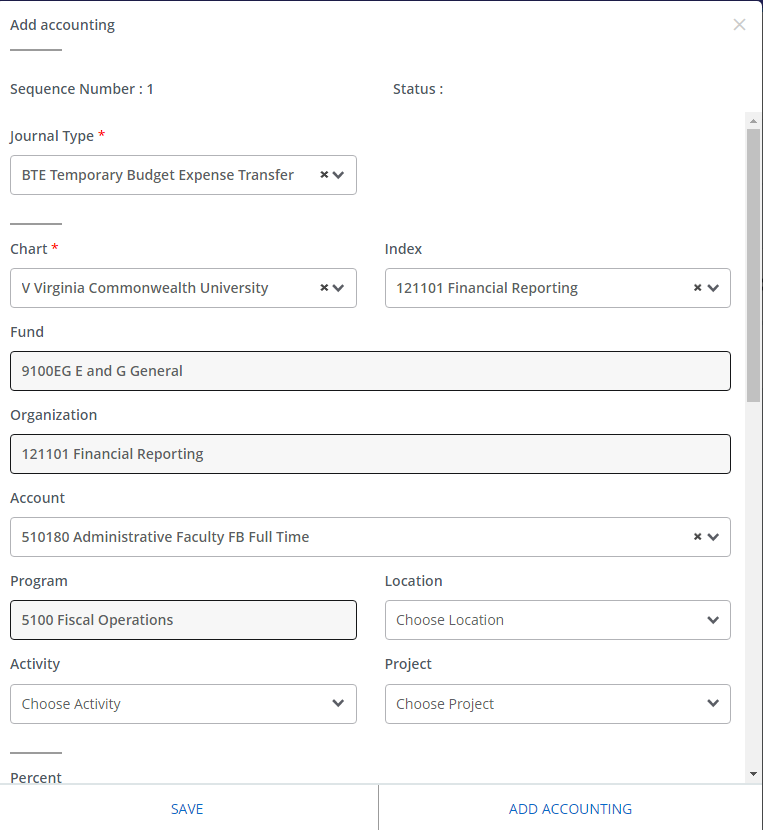 Add accounting
Sequence Number : 1
Status :
Journal Type *
BTE Temporary Budget Expense Transfer
Chart *
Index
V Virginia Commonwealth University
121101 Financial Reporting
Fund
9100EG E and G General
Organization
121101 Financial Reporting
Account
510180 Administrative Faculty FB Full Time
Program
Location
5100 Fiscal Operations
Choose Location
Activity
Project
Choose Activity
Choose Project
Percent
SAVE
ADD ACCOUNTING